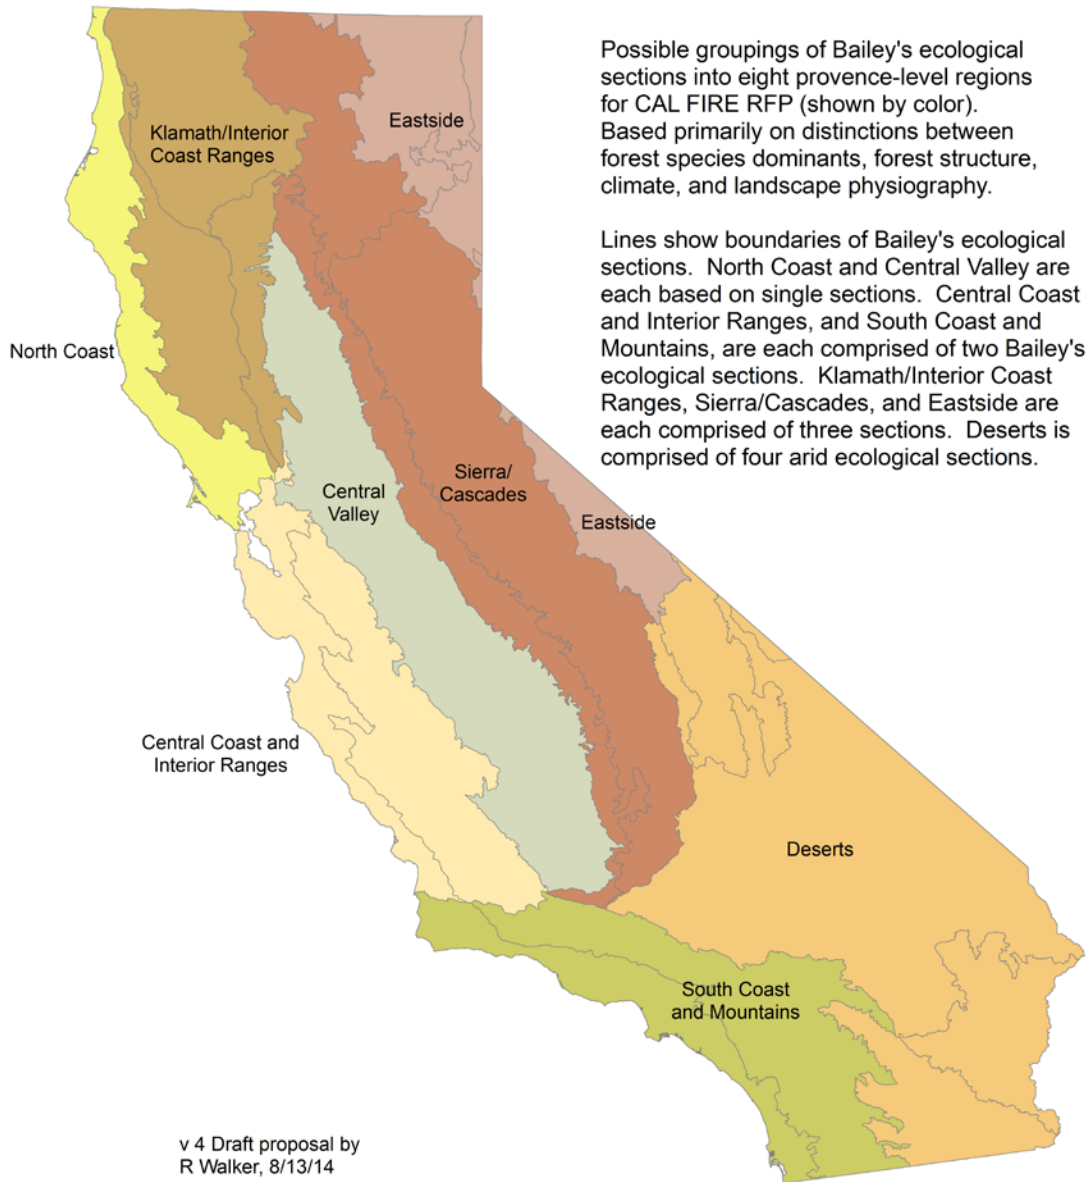 Possible groupings of Bailey's ecological
sections into eight provence-level regions
for CAL FIRE RFP (shown by color).
Based primarily on distinctions between
forest species dominants, forest structure,
climate, and landscape physiography.
Lines show boundaries of Bailey's ecological
sections.  North Coast and Central Valley are
each based on single sections.  Central Coast
and Interior Ranges, and South Coast and
Mountains, are each comprised of two Bailey's
ecological sections.  Klamath/Interior Coast
Ranges, Sierra/Cascades, and Eastside are
each comprised of three sections.  Deserts is
comprised of four arid ecological sections.
Klamath/Interior
Coast Ranges
Eastside
North Coast
Sierra/
Cascades
Central
Valley
Eastside
Central Coast and
Interior Ranges
Deserts
South Coast
and Mountains
v 4 Draft proposal by
R Walker, 8/13/14